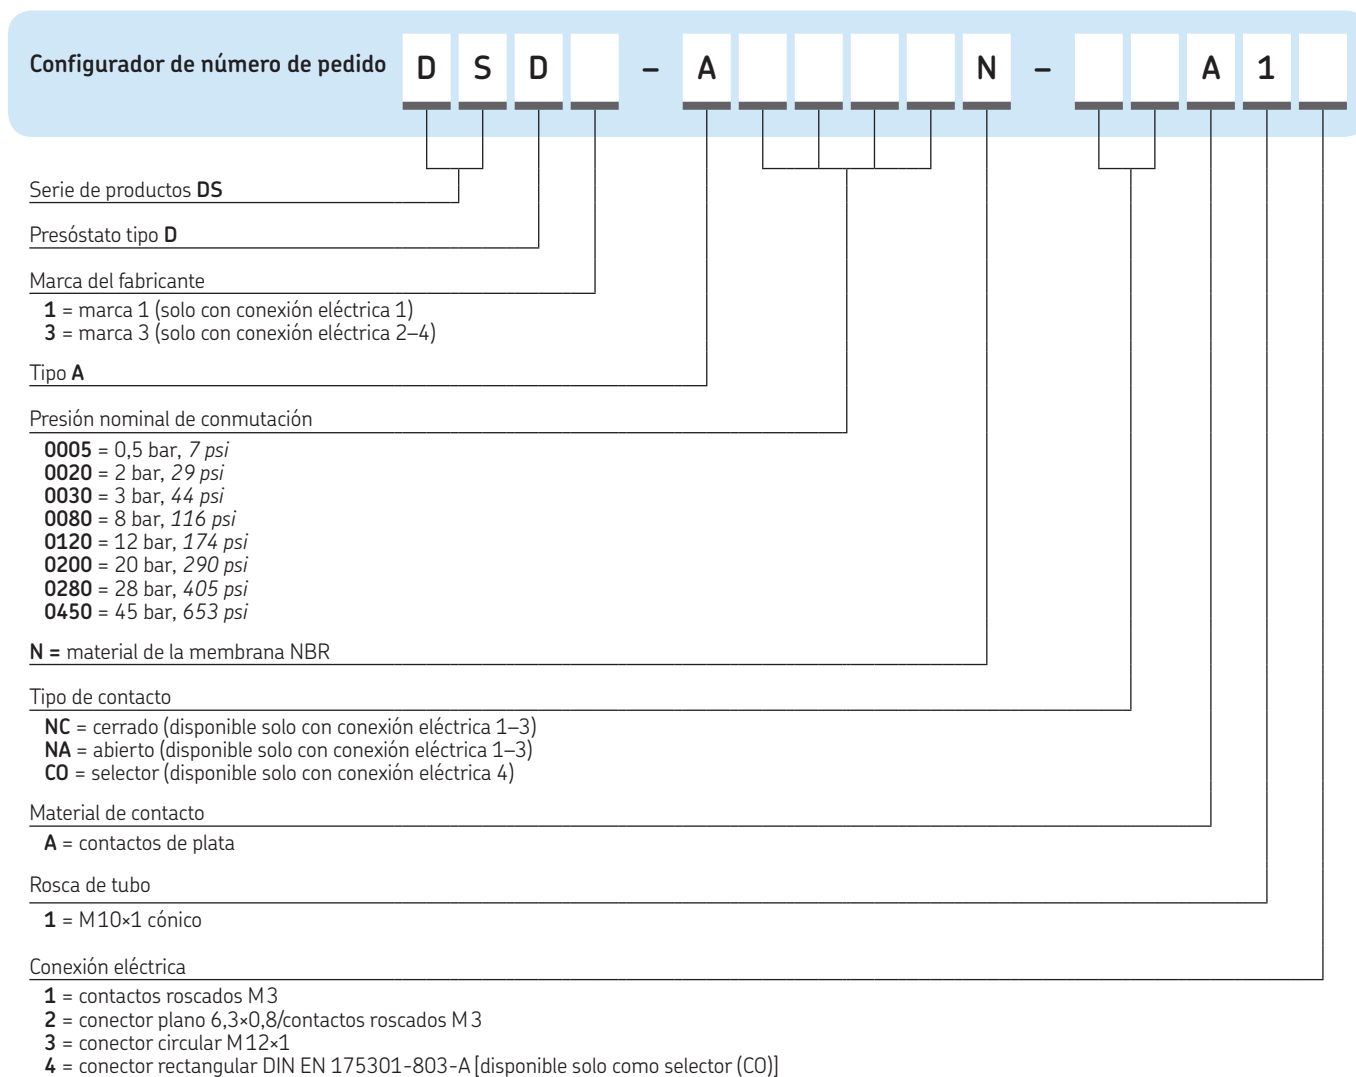 Configurador de número de pedido D S D – A N – A 1
Serie de productos DS
Presóstato tipo D
Marca del fabricante
1 = marca 1 (solo con conexión eléctrica 1)
3 = marca 3 (solo con conexión eléctrica 2–4)
Tipo A
Presión nominal de conmutación
0005 = 0,5 bar, 7 psi
0020 = 2 bar, 29 psi
0030 = 3 bar, 44 psi
0080 = 8 bar, 116 psi
0120 = 12 bar, 174 psi
0200 = 20 bar, 290 psi
0280 = 28 bar, 405 psi
0450 = 45 bar, 653 psi
N = material de la membrana NBR
Tipo de contacto
NC = cerrado (disponible solo con conexión eléctrica 1–3)
NA = abierto (disponible solo con conexión eléctrica 1–3)
CO = selector (disponible solo con conexión eléctrica 4)
Material de contacto
A = contactos de plata
Rosca de tubo
1 = M10×1 cónico
Conexión eléctrica
1 = contactos roscados M3
2 = conector plano 6,3×0,8/contactos roscados M3
3 = conector circular M12×1
4 = conector rectangular DIN EN 175301-803-A [disponible solo como selector (CO)]